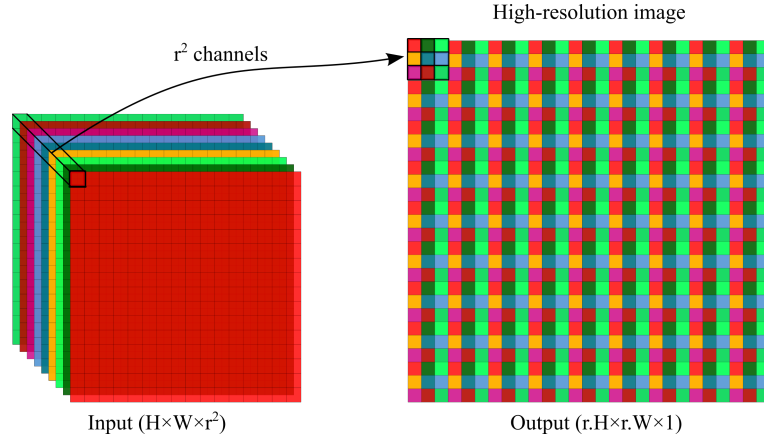 High-resolution image
r² channels
Input (H×W×r²)
Output (r.H×r.W×1)